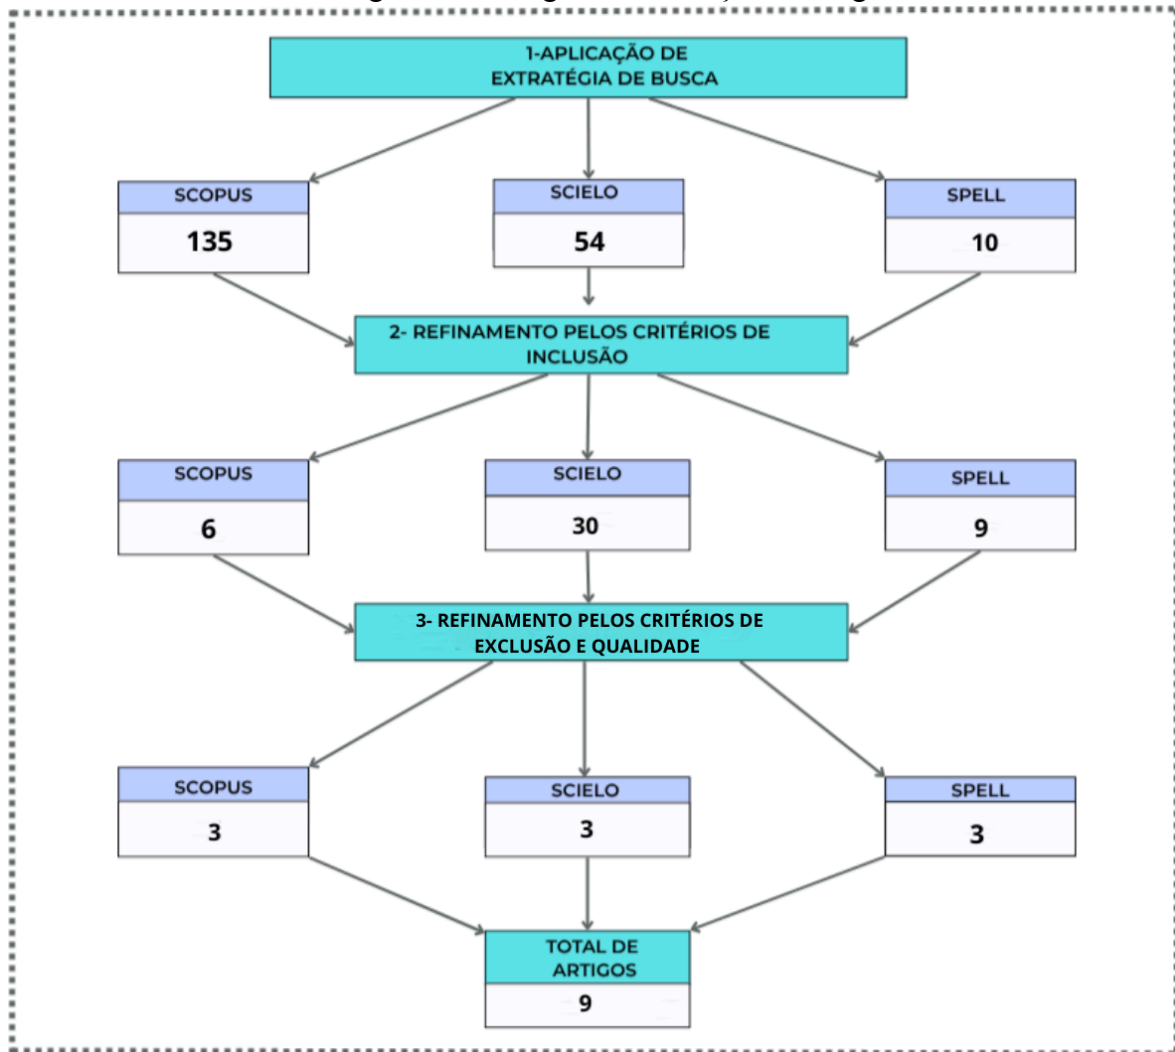 1-APLICAÇÃO DE
EXTRATÉGIA DE BUSCA
SCOPUS
SCIELO
SPELL
135
54
10
2- REFINAMENTO PELOS CRITÉRIOS DE
INCLUSÃO
SCOPUS
SCIELO
SPELL
6
30
9
3- REFINAMENTO PELOS CRITÉRIOS DE
EXCLUSÃO E QUALIDADE
SCOPUS
SCIELO
SPELL
3
3
3
TOTAL DE
ARTIGOS
9